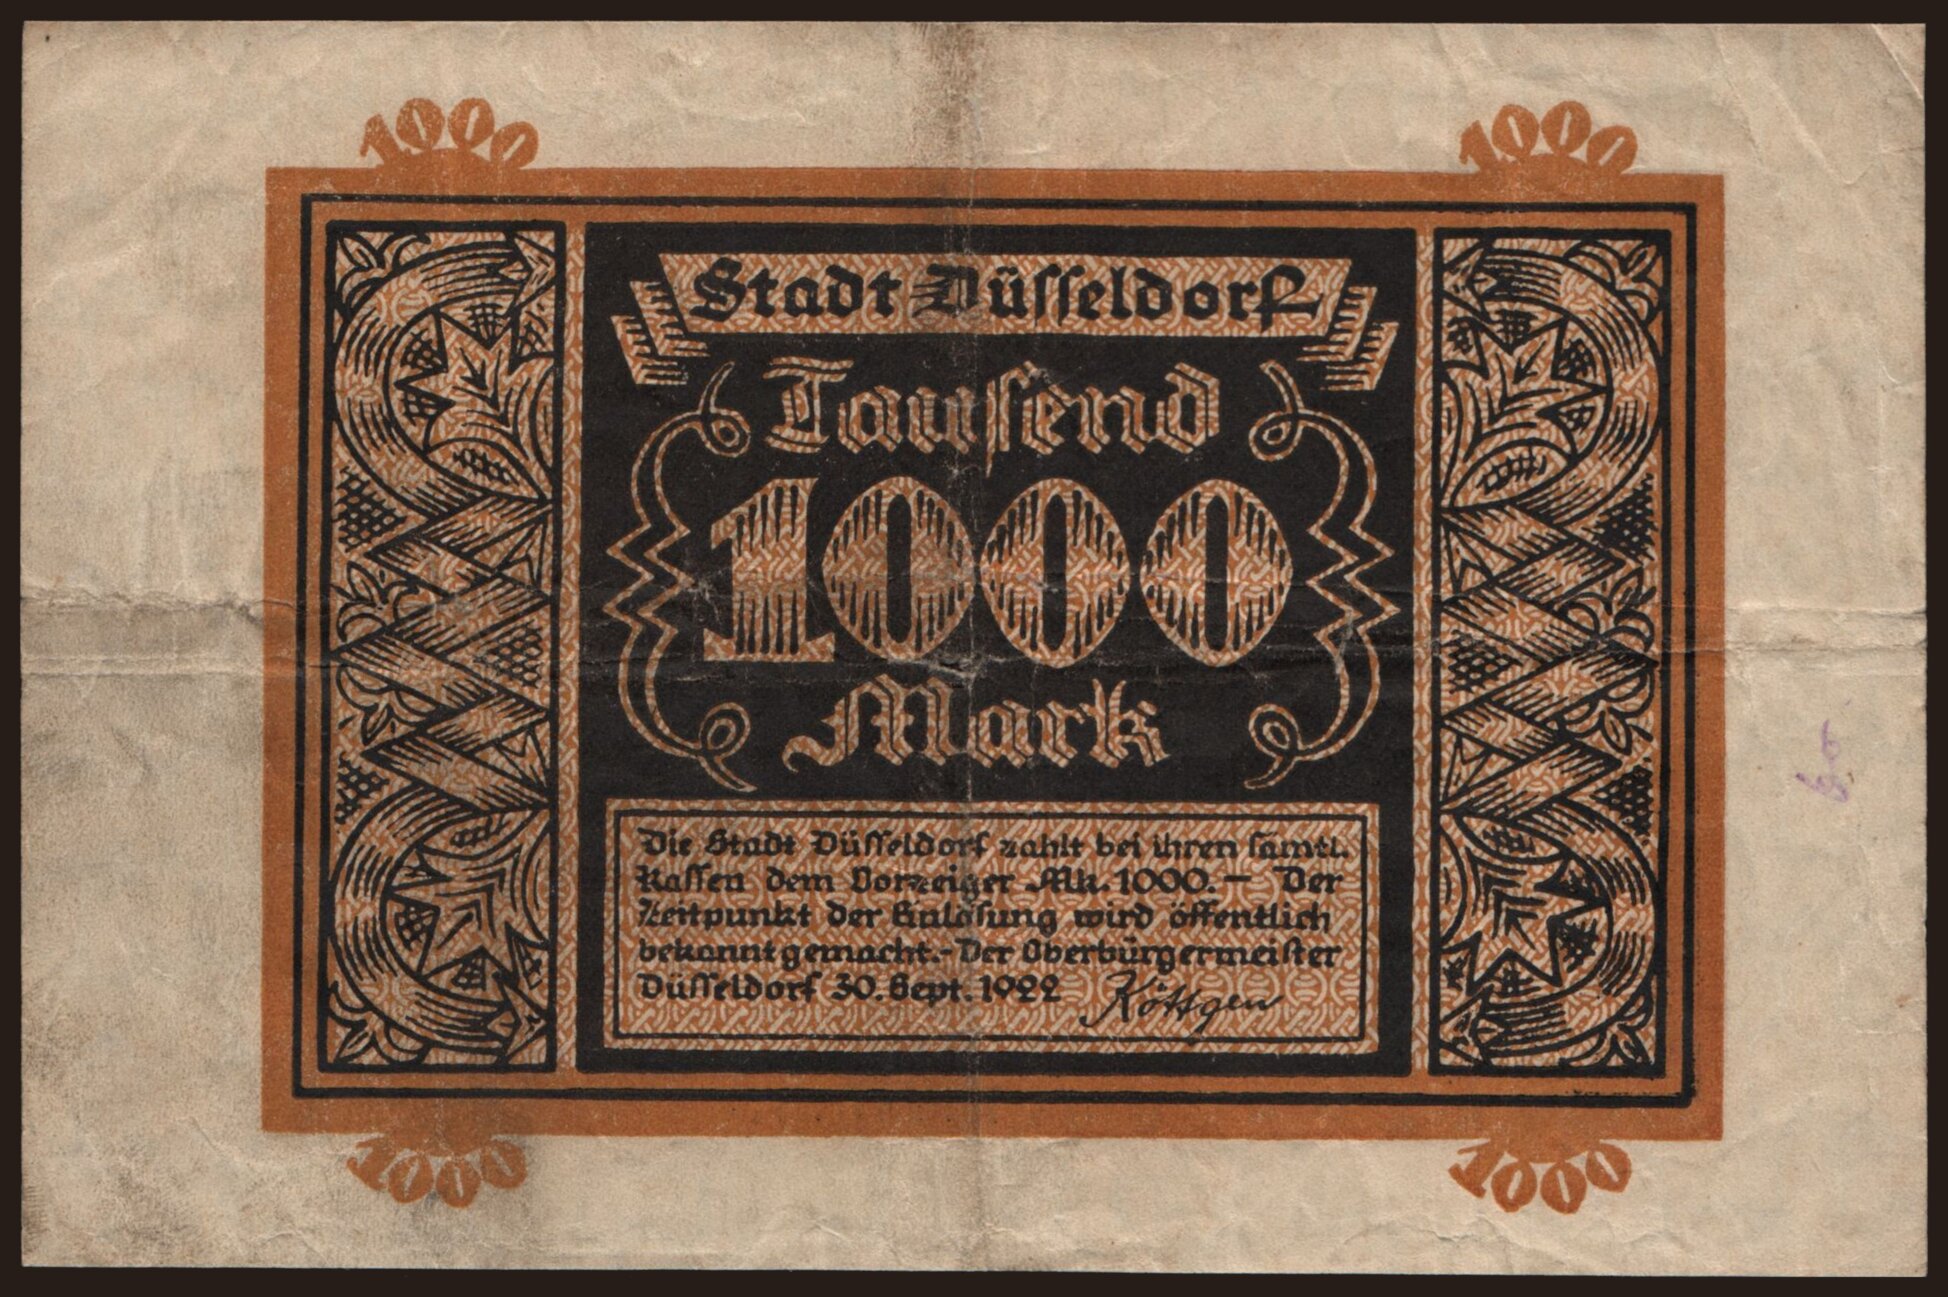 1000 1000
Stadt Düsseldorf
Tausend
1000
Mark
Die Stadt Düsseldorf zahlt bei ihren sämtl.
Kassen dem Vorzeiger Mk. 1000.– Der
Zeitpunkt der Einlösung wird öffentlich
bekannt gemacht.- Der Oberbürgermeister
Düsseldorf 30. Sept. 1922 Köttgen
1000 1000